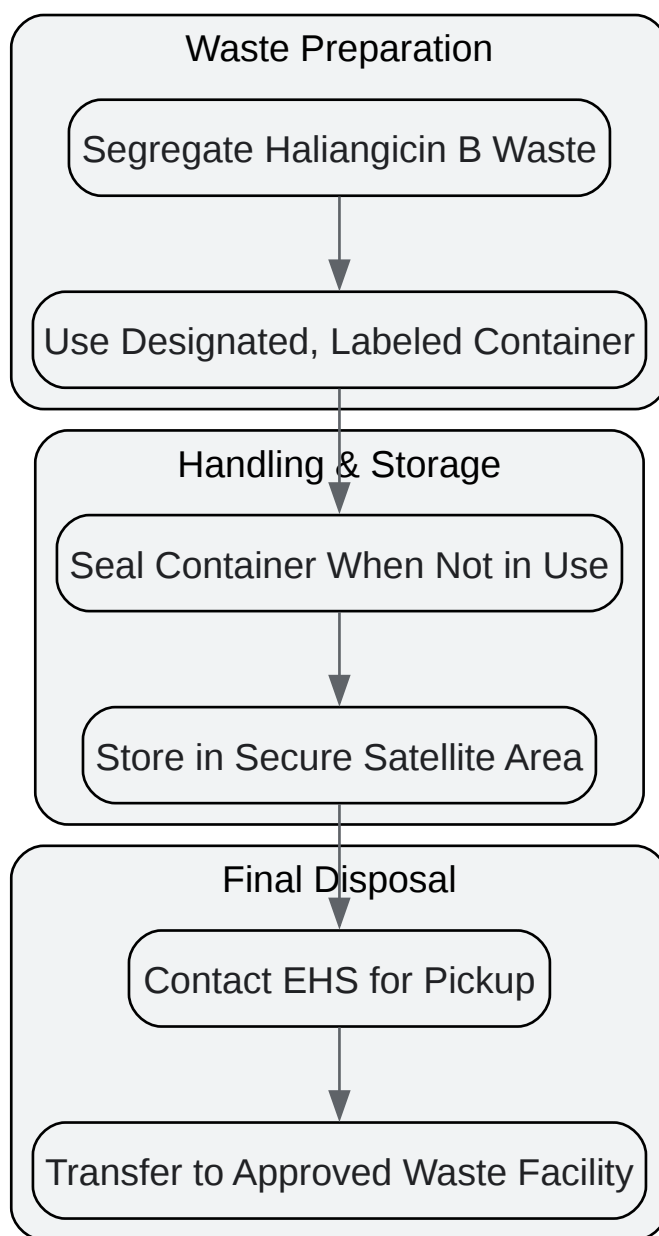 Waste Preparation
Segregate Haliangicin B Waste
Use Designated, Labeled Container
Handling & Storage
Seal Container When Not in Use
Store in Secure Satellite Area
Final Disposal
Contact EHS for Pickup
Transfer to Approved Waste Facility